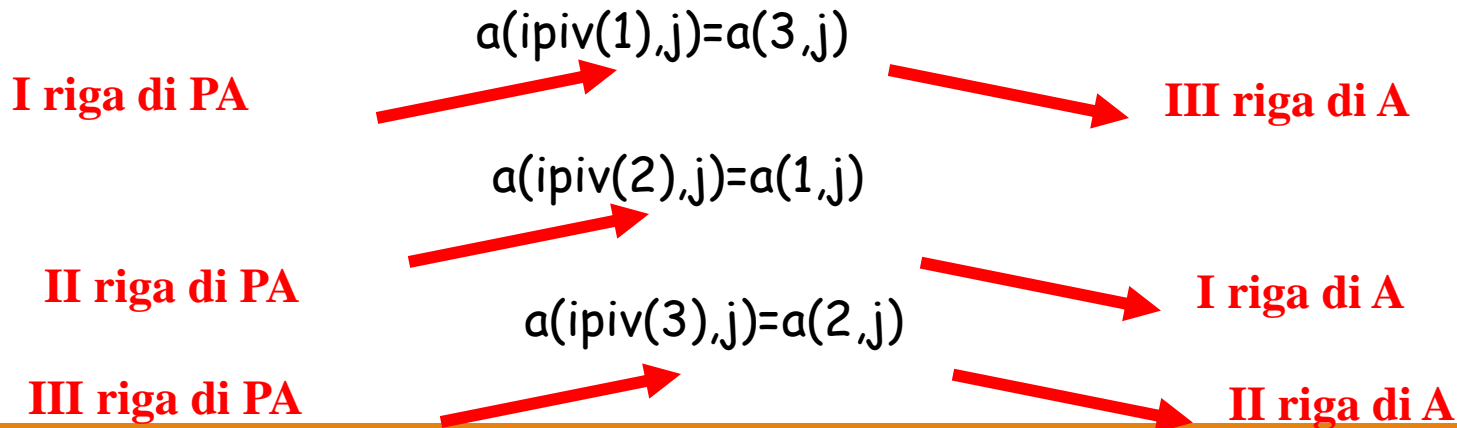 a(ipiv(1),j)=a(3,j)
I riga di PA
III riga di A
a(ipiv(2),j)=a(1,j)
II riga di PA
I riga di A
a(ipiv(3),j)=a(2,j)
III riga di PA
II riga di A